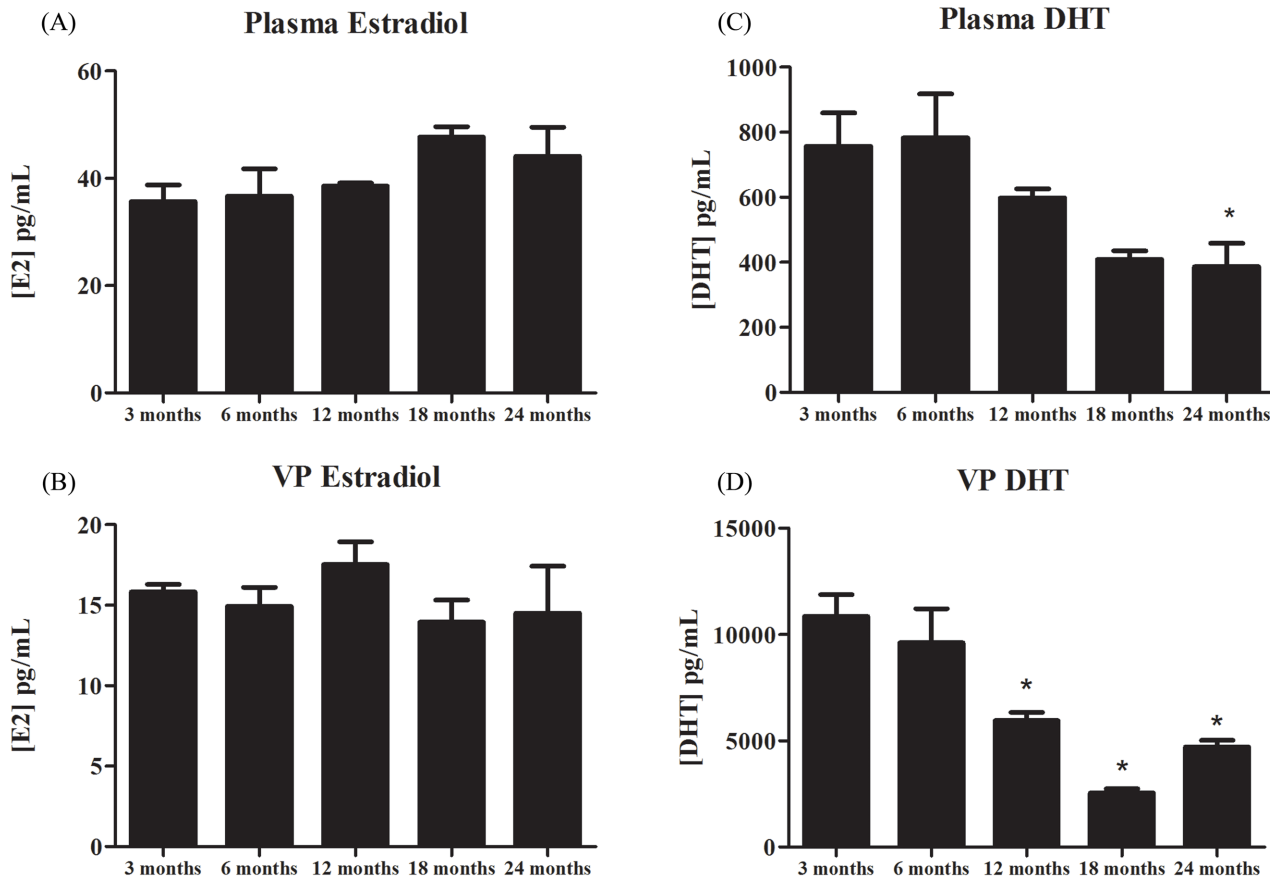 (A) Plasma Estradiol
60
40
20
0
[E2] pg/mL
3 months 6 months 12 months 18 months 24 months
(B) VP Estradiol
20
15
10
5
0
[E2] pg/mL
3 months 6 months 12 months 18 months 24 months
(C) Plasma DHT
1000
800
600
400
200
0
[DHT] pg/mL
*
3 months 6 months 12 months 18 months 24 months
(D) VP DHT
15000
10000
5000
0
[DHT] pg/mL
* * *
3 months 6 months 12 months 18 months 24 months